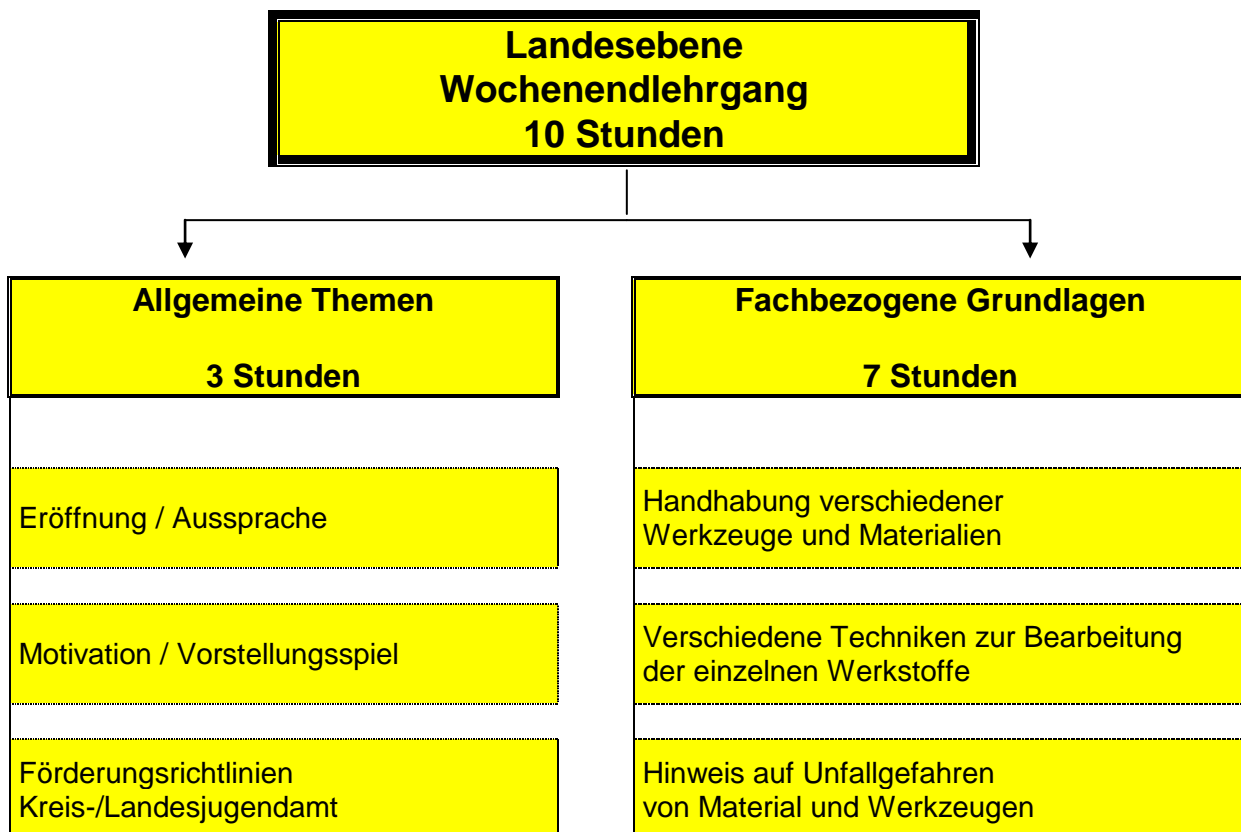 Landesebene
Wochenendlehrgang
10 Stunden
Allgemeine Themen
3 Stunden
Eröffnung / Aussprache
Motivation / Vorstellungsspiel
Förderungsrichtlinien
Kreis-/Landesjugendamt
Fachbezogene Grundlagen
7 Stunden
Handhabung verschiedener
Werkzeuge und Materialien
Verschiedene Techniken zur Bearbeitung
der einzelnen Werkstoffe
Hinweis auf Unfallgefahren
von Material und Werkzeugen